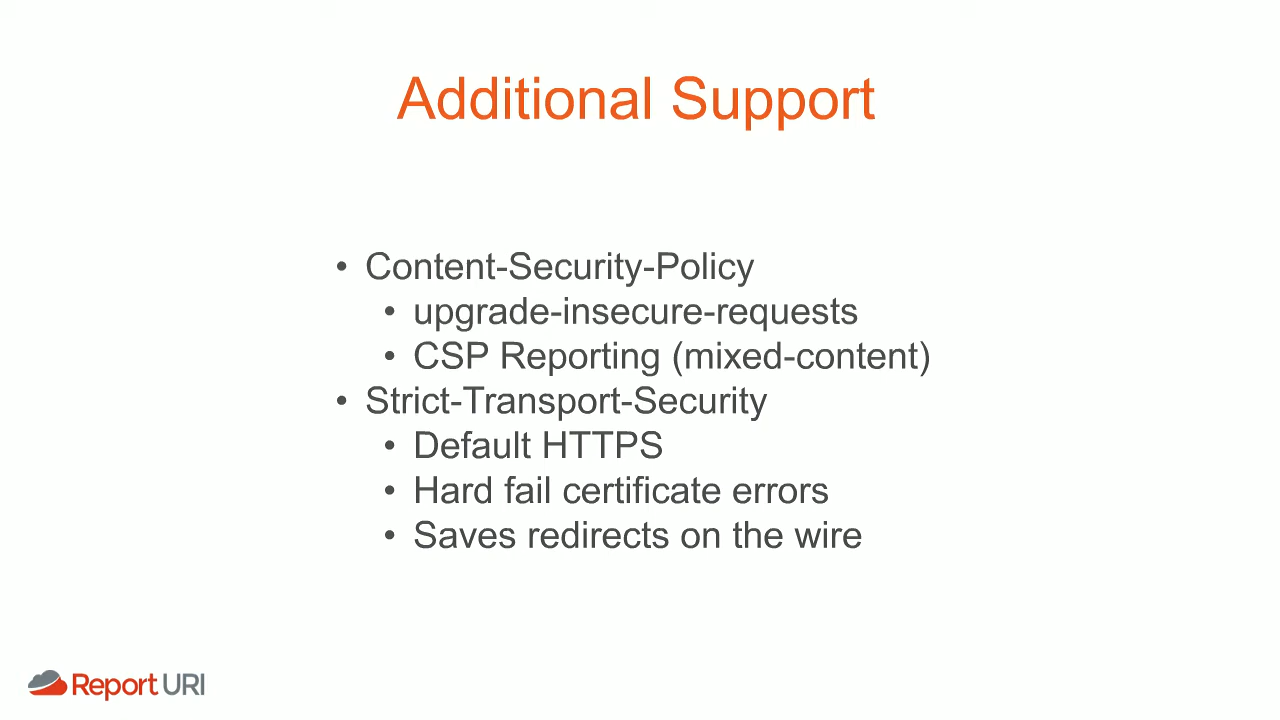 Additional Support
• Content-Security-Policy
• upgrade-insecure-requests
• CSP Reporting (mixed-content)
• Strict-Transport-Security
• Default HTTPS
• Hard fail certificate errors
• Saves redirects on the wire
Report URI